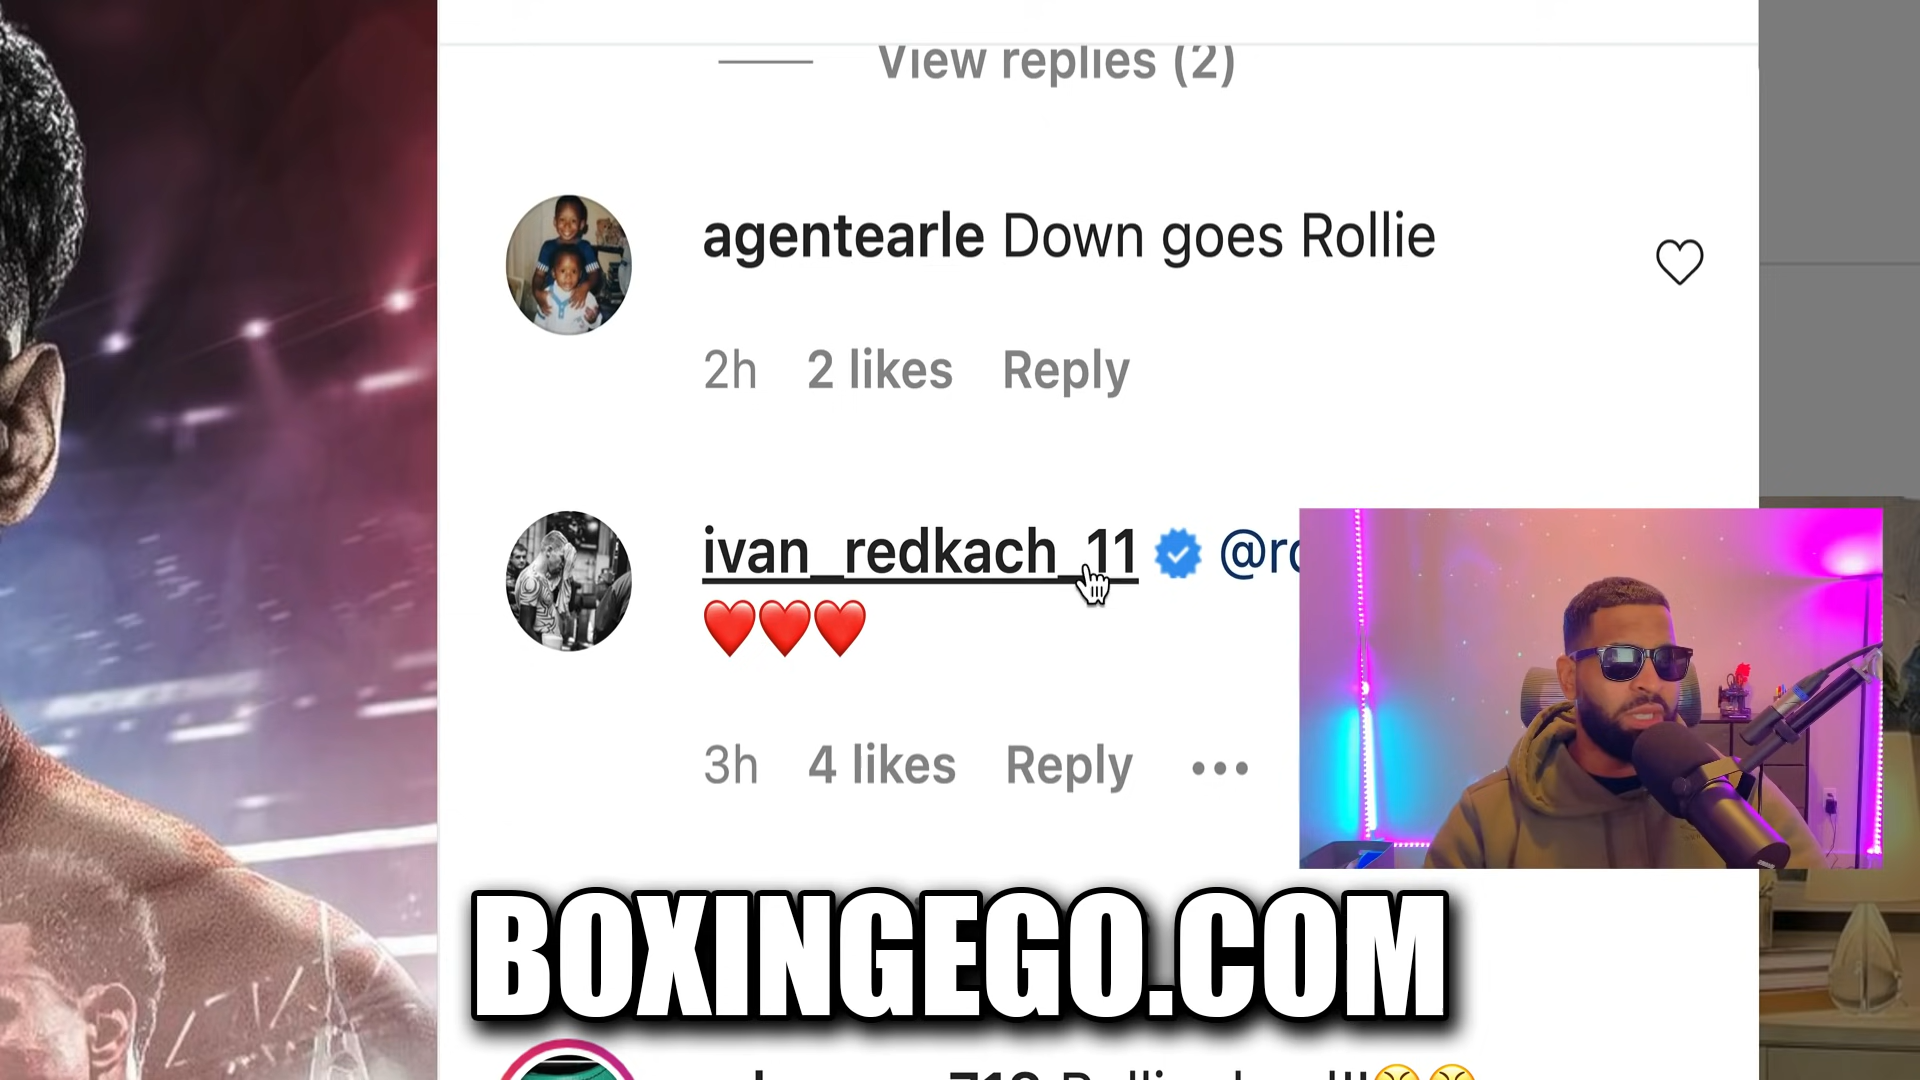 View replies (2)
agentearle Down goes Rollie
2h 2 likes Reply
ivan_redkach_11
❤️❤️❤️
3h 4 likes Reply •••
BOXINGEGO.COM